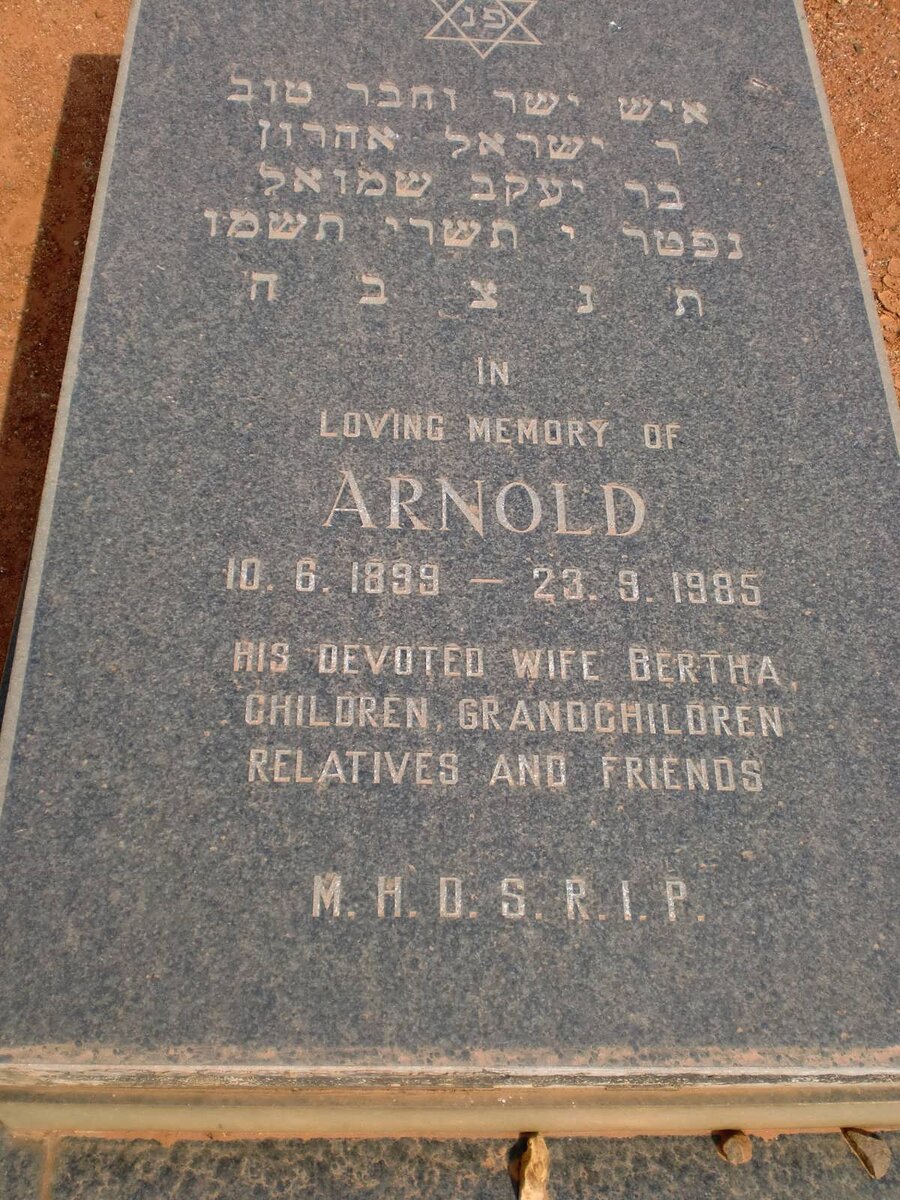 פנ
איש ישר וחבר טוב
ר ישראל אהרון
בר יעקב שמואל
נפטר י תשרי תשמו
ת נ צ ב ה
IN
LOVING MEMORY OF
ARNOLD
10. 6. 1899 — 23. 9. 1985
HIS DEVOTED WIFE BERTHA,
CHILDREN, GRANDCHILDREN
RELATIVES AND FRIENDS
M. H. D. S. R. I. P.